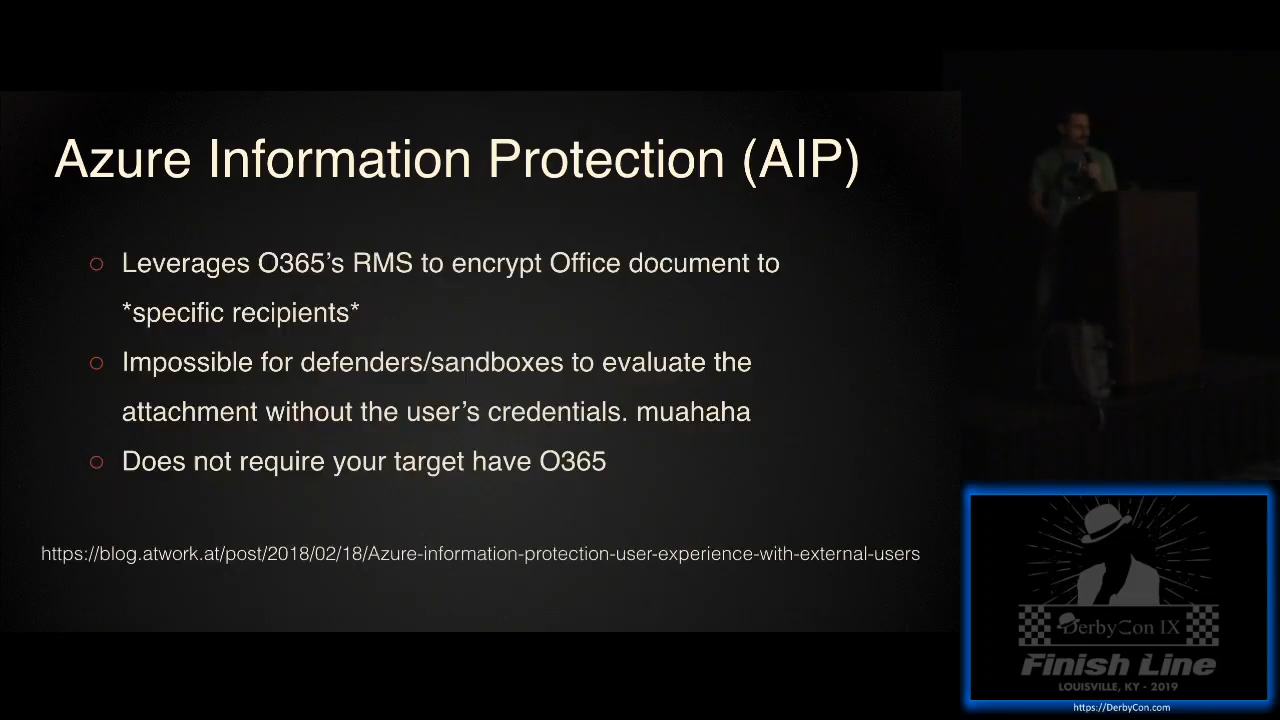 Azure Information Protection (AIP)
Leverages O365's RMS to encrypt Office document to
*specific recipients*
Impossible for defenders/sandboxes to evaluate the
attachment without the user's credentials. muahaha
Does not require your target have O365
https://blog.atwork.at/post/2018/02/18/Azure-information-protection-user-experience-with-external-users
DerbyCon IX
Finish Line
LOUISVILLE, KY - 2019
https://DerbyCon.com